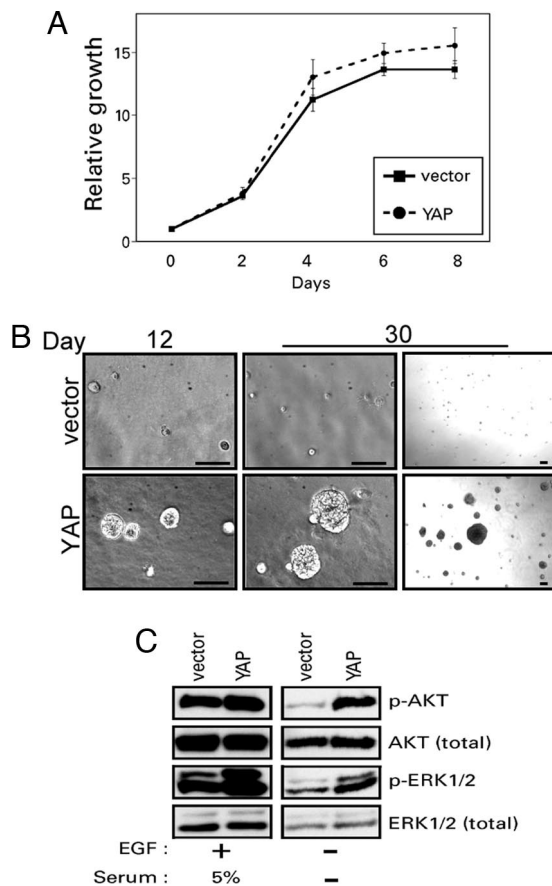 A
Relative growth
15
10
5
0
0 2 4 6 8
Days
vector
YAP
B
Day 12 30
vector
YAP
C
vector YAP vector YAP
p-AKT
AKT (total)
p-ERK1/2
ERK1/2 (total)
EGF : + −
Serum : 5% −